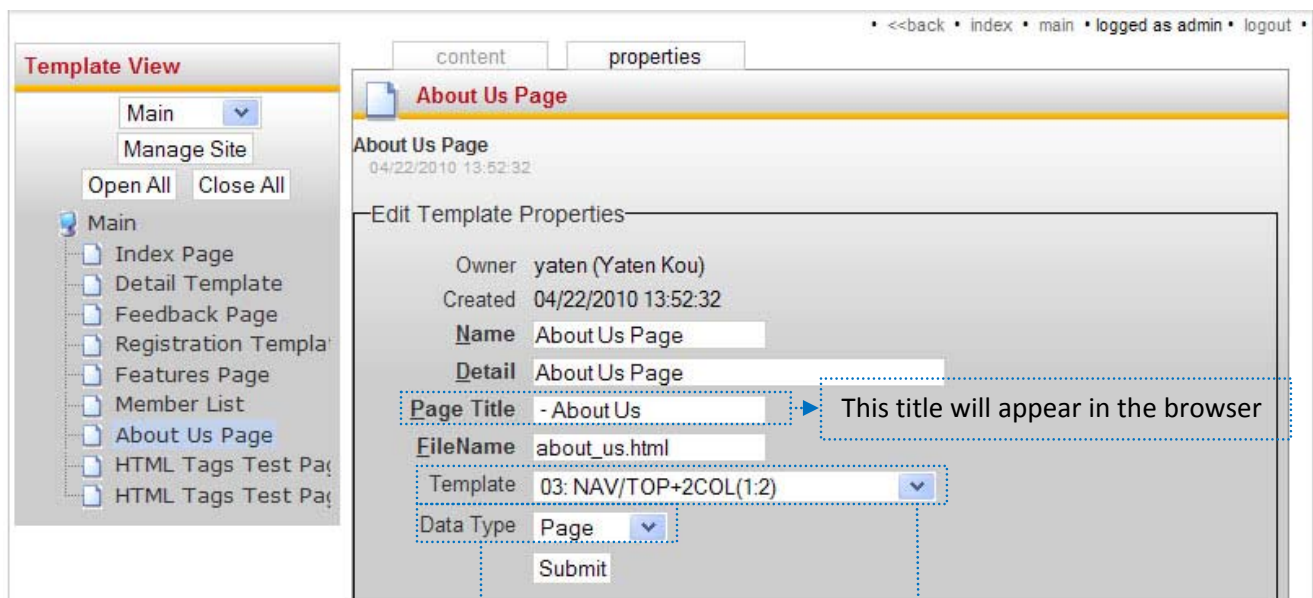 • <<back • index • main • logged as admin • logout •
Template View
Main
Manage Site
Open All Close All
Main
Index Page
Detail Template
Feedback Page
Registration Templa
Features Page
Member List
About Us Page
HTML Tags Test Pag
HTML Tags Test Pag
content properties
About Us Page
About Us Page
04/22/2010 13:52:32
Edit Template Properties
Owner yaten (Yaten Kou)
Created 04/22/2010 13:52:32
Name About Us Page
Detail About Us Page
Page Title - About Us
This title will appear in the browser
FileName about_us.html
Template 03: NAV/TOP+2COL(1:2)
Data Type Page
Submit